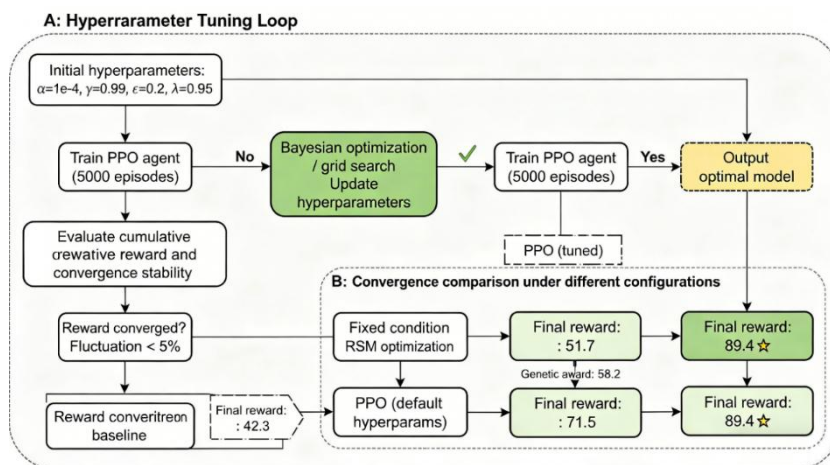 A: Hyperrarameter Tuning Loop
Initial hyperparameters:
α=1e-4, γ=0.99, ϵ=0.2, λ=0.95
Train PPO agent
(5000 episodes)
No
Bayesian optimization
/ grid search
Update
hyperparameters
✓
Train PPO agent
(5000 episodes)
Yes
Output
optimal model
Evaluate cumulative
σrewative reward and
convergence stability
PPO (tuned)
B: Convergence comparison under different configurations
Reward converged?
Fluctuation < 5%
Fixed condition
RSM optimization
Final reward:
: 51.7
Final reward:
89.4 ☆
Genetic award: 58.2
Reward converitreon
baseline
Final reward:
: 42.3
PPO (default
hyperparams)
Final reward:
: 71.5
Final reward:
89.4 ☆